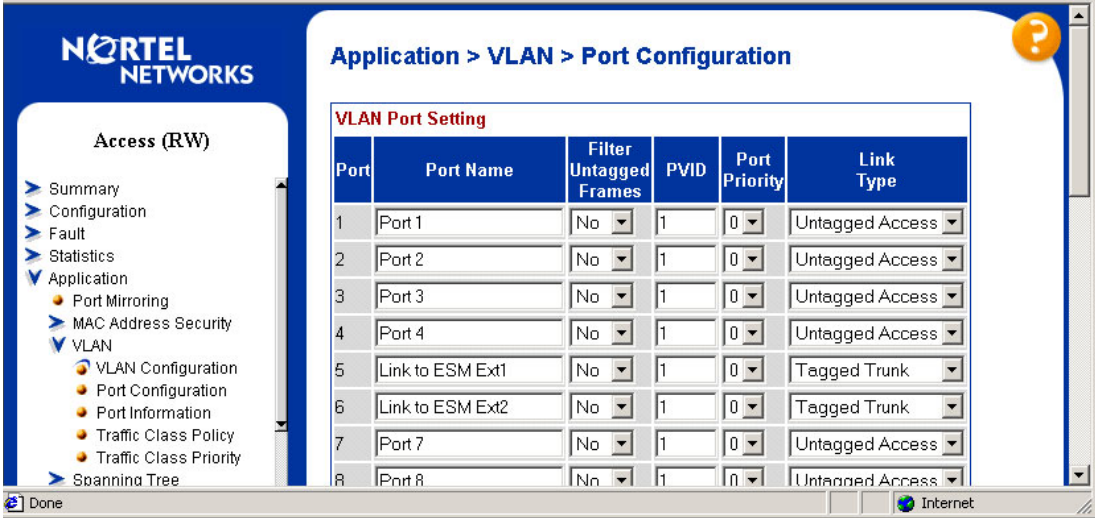 NORTEL
NETWORKS
Access (RW)
Summary
Configuration
Fault
Statistics
Application
Port Mirroring
MAC Address Security
VLAN
VLAN Configuration
Port Configuration
Port Information
Traffic Class Policy
Traffic Class Priority
Spanning Tree
Application > VLAN > Port Configuration
?
VLAN Port Setting
Port Port Name Filter Untagged Frames PVID Port Priority Link Type
1 Port 1 No 1 0 Untagged Access
2 Port 2 No 1 0 Untagged Access
3 Port 3 No 1 0 Untagged Access
4 Port 4 No 1 0 Untagged Access
5 Link to ESM Ext1 No 1 0 Tagged Trunk
6 Link to ESM Ext2 No 1 0 Tagged Trunk
7 Port 7 No 1 0 Untagged Access
8 Port 8 No 1 0 Untagged Access
Done Internet